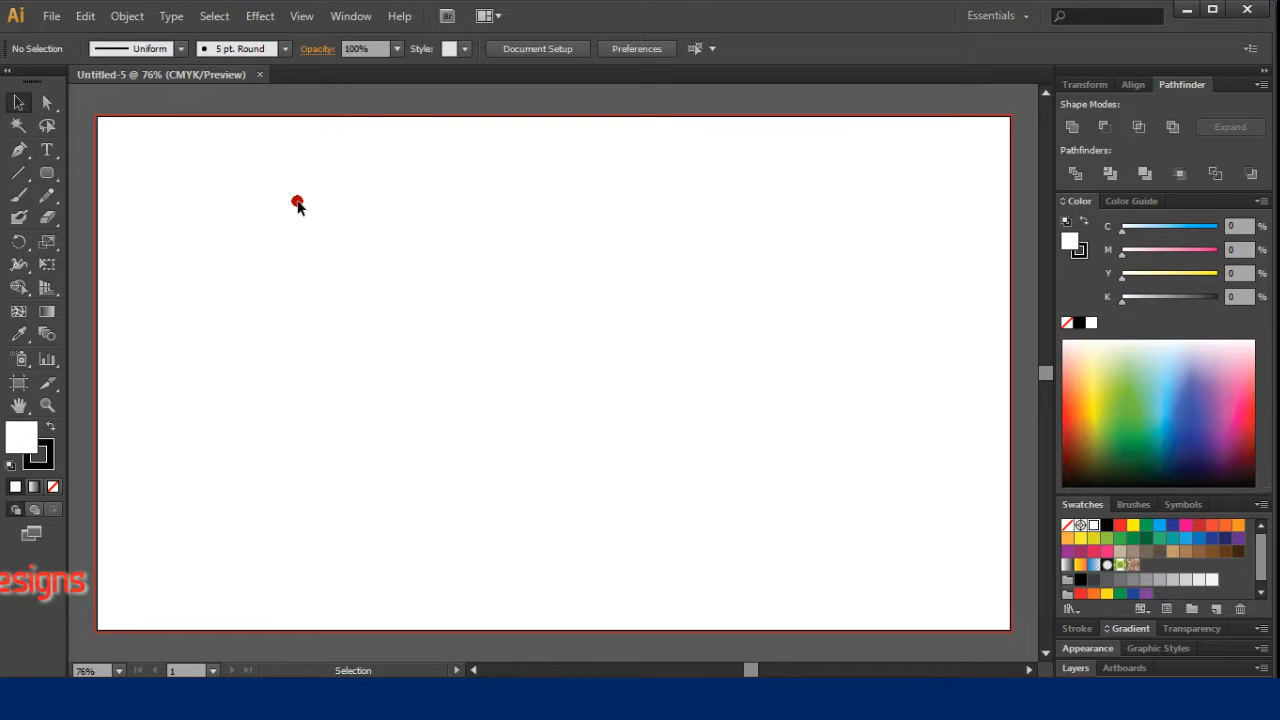 Ai File Edit Object Type Select Effect View Window Help Br Essentials
No Selection Uniform 5 pt. Round Opacity: 100% Style: Document Setup Preferences
Untitled-5 @ 76% (CMYK/Preview)
Transform Align Pathfinder
Shape Modes:
Expand
Pathfinders:
Color Color Guide
C 0 %
M 0 %
Y 0 %
K 0 %
Swatches Brushes Symbols
esigns
Stroke Gradient Transparency
Appearance Graphic Styles
Layers Artboards
76% 1 Selection